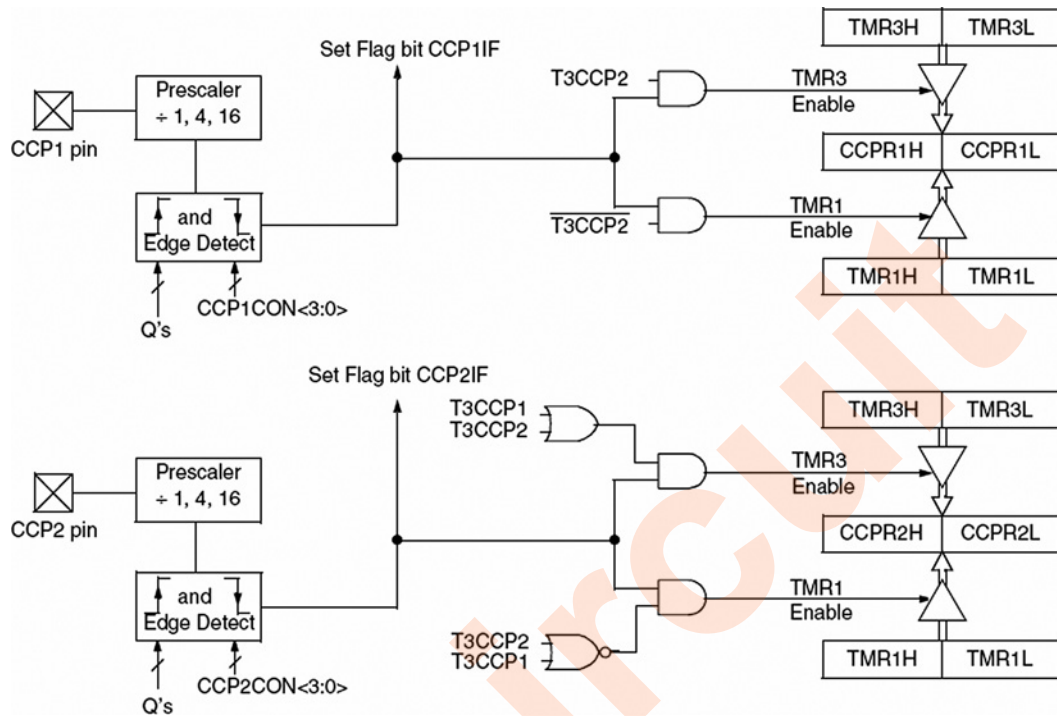 TMR3H TMR3L
Set Flag bit CCP1IF
T3CCP2
TMR3
Enable
Prescaler
÷ 1, 4, 16
CCP1 pin
CCPR1H CCPR1L
and
Edge Detect
T3CCP2
TMR1
Enable
TMR1H TMR1L
CCP1CON<3:0>
Q's
Set Flag bit CCP2IF
TMR3H TMR3L
T3CCP1
T3CCP2
TMR3
Enable
Prescaler
÷ 1, 4, 16
CCP2 pin
CCPR2H CCPR2L
and
Edge Detect
TMR1
Enable
T3CCP2
T3CCP1
TMR1H TMR1L
CCP2CON<3:0>
Q's
ircuit